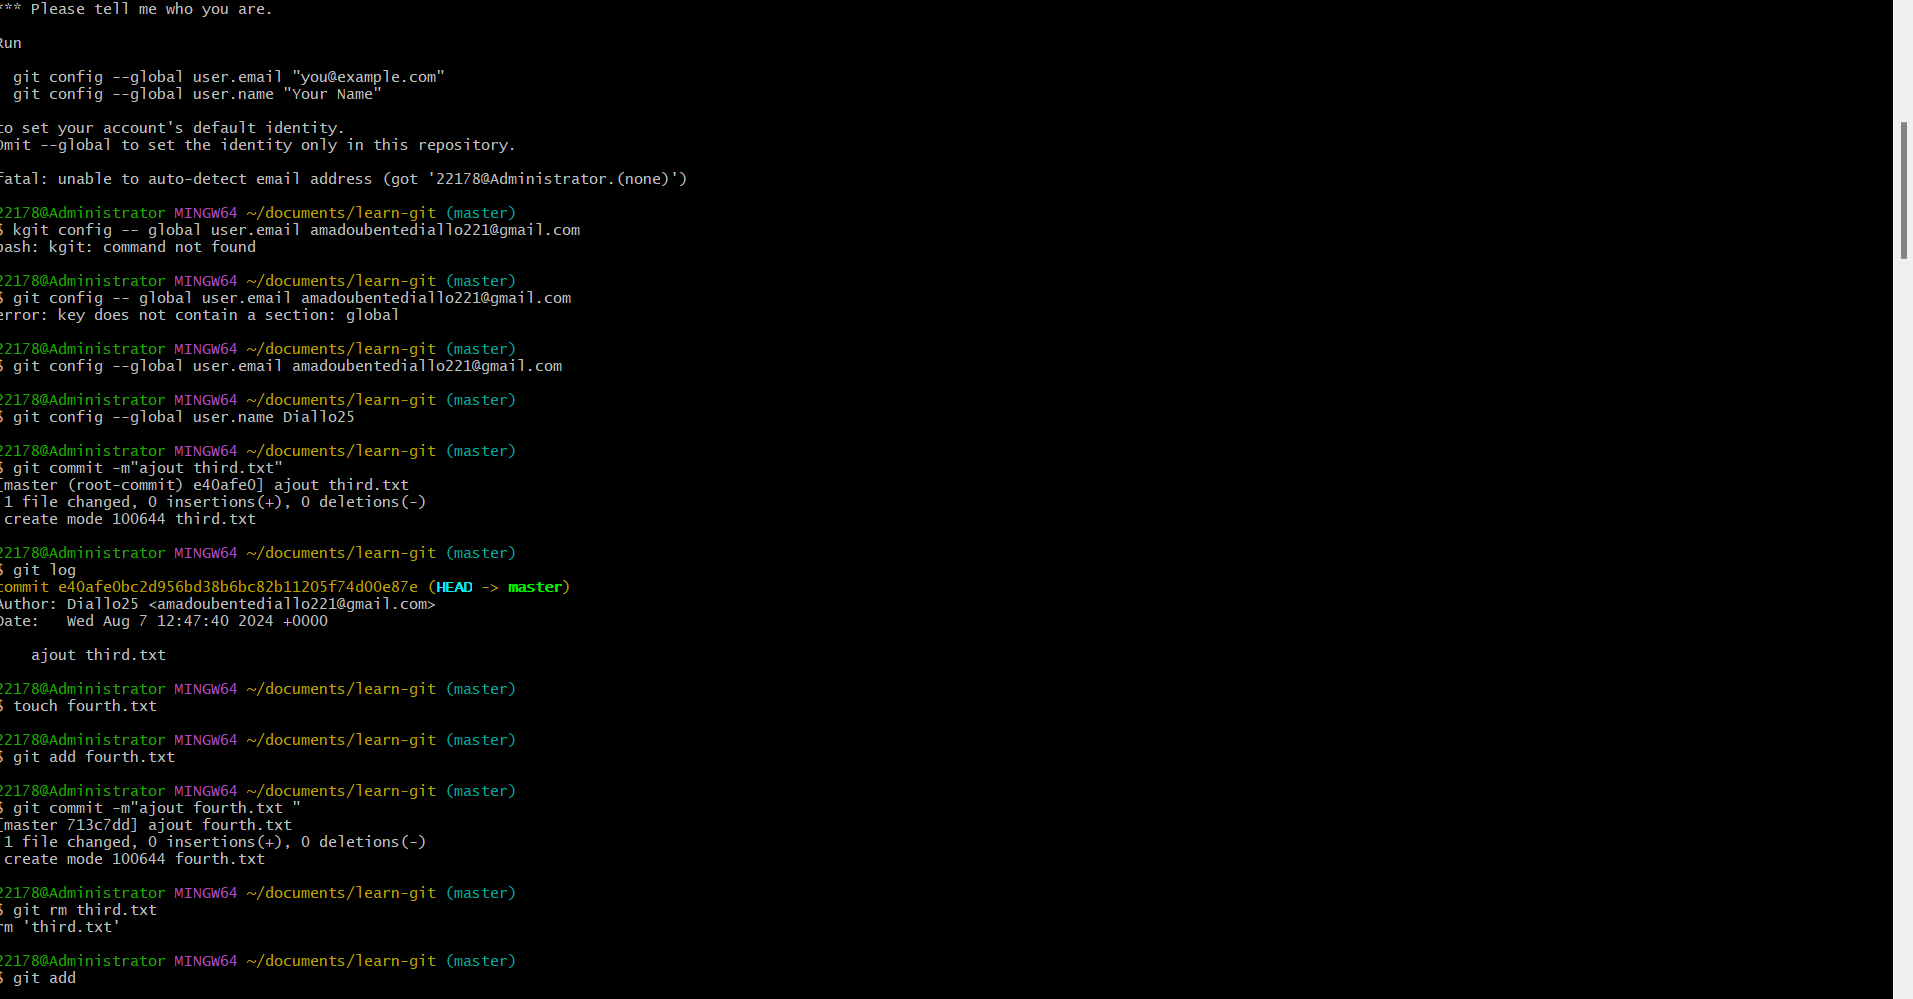 *** Please tell me who you are.
Run
git config --global user.email "you@example.com"
git config --global user.name "Your Name"
to set your account's default identity.
Omit --global to set the identity only in this repository.
fatal: unable to auto-detect email address (got '22178@Administrator.(none)')
22178@Administrator MINGW64 ~/documents/learn-git (master)
$ kgit config -- global user.email amadoubentediallo221@gmail.com
bash: kgit: command not found
22178@Administrator MINGW64 ~/documents/learn-git (master)
$ git config -- global user.email amadoubentediallo221@gmail.com
error: key does not contain a section: global
22178@Administrator MINGW64 ~/documents/learn-git (master)
$ git config --global user.email amadoubentediallo221@gmail.com
22178@Administrator MINGW64 ~/documents/learn-git (master)
$ git config --global user.name Diallo25
22178@Administrator MINGW64 ~/documents/learn-git (master)
$ git commit -m"ajout third.txt"
[master (root-commit) e40afe0] ajout third.txt
1 file changed, 0 insertions(+), 0 deletions(-)
create mode 100644 third.txt
22178@Administrator MINGW64 ~/documents/learn-git (master)
$ git log
commit e40afe0bc2d956bd38b6bc82b11205f74d00e87e (HEAD -> master)
Author: Diallo25 <amadoubentediallo221@gmail.com>
Date: Wed Aug 7 12:47:40 2024 +0000
ajout third.txt
22178@Administrator MINGW64 ~/documents/learn-git (master)
$ touch fourth.txt
22178@Administrator MINGW64 ~/documents/learn-git (master)
$ git add fourth.txt
22178@Administrator MINGW64 ~/documents/learn-git (master)
$ git commit -m"ajout fourth.txt "
[master 713c7dd] ajout fourth.txt
1 file changed, 0 insertions(+), 0 deletions(-)
create mode 100644 fourth.txt
22178@Administrator MINGW64 ~/documents/learn-git (master)
$ git rm third.txt
rm 'third.txt'
22178@Administrator MINGW64 ~/documents/learn-git (master)
$ git add